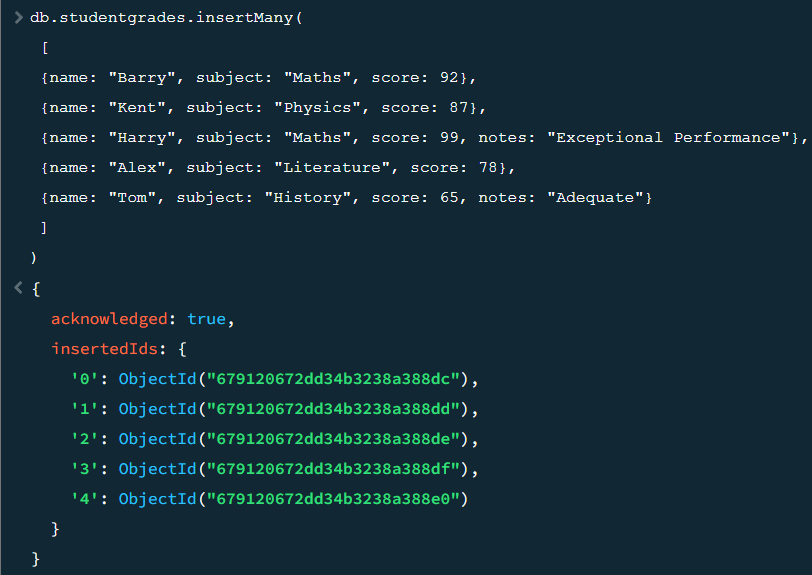 > db.studentgrades.insertMany(
[
{name: "Barry", subject: "Maths", score: 92},
{name: "Kent", subject: "Physics", score: 87},
{name: "Harry", subject: "Maths", score: 99, notes: "Exceptional Performance"},
{name: "Alex", subject: "Literature", score: 78},
{name: "Tom", subject: "History", score: 65, notes: "Adequate"}
]
)
< {
acknowledged: true,
insertedIds: {
'0': ObjectId("679120672dd34b3238a388dc"),
'1': ObjectId("679120672dd34b3238a388dd"),
'2': ObjectId("679120672dd34b3238a388de"),
'3': ObjectId("679120672dd34b3238a388df"),
'4': ObjectId("679120672dd34b3238a388e0")
}
}